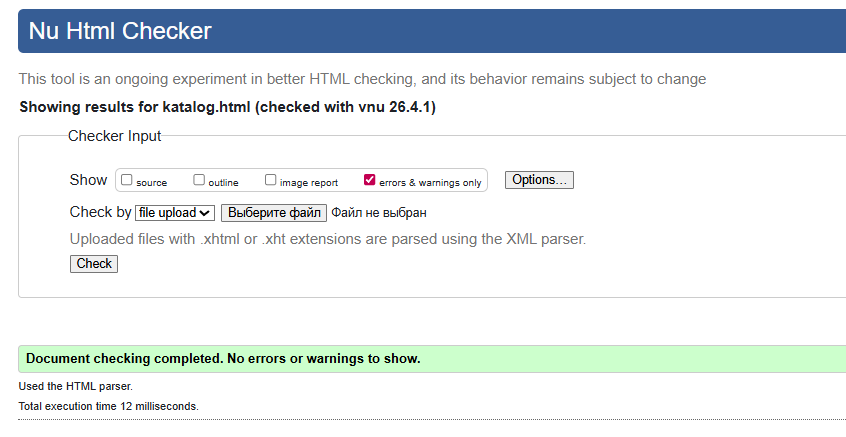 Nu Html Checker
This tool is an ongoing experiment in better HTML checking, and its behavior remains subject to change
Showing results for katalog.html (checked with vnu 26.4.1)
Checker Input
Show source outline image report errors & warnings only Options...
Check by file upload Выберите файл Файл не выбран
Uploaded files with .xhtml or .xht extensions are parsed using the XML parser.
Check
Document checking completed. No errors or warnings to show.
Used the HTML parser.
Total execution time 12 milliseconds.